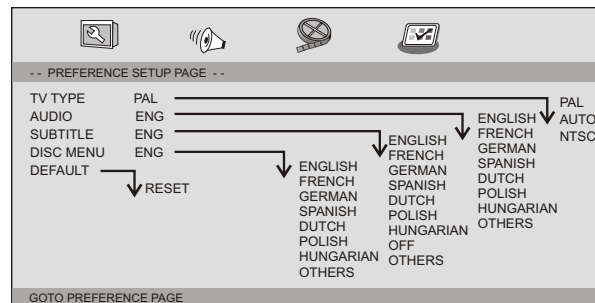 - - PREFERENCE SETUP PAGE - -
TV TYPE PAL
AUDIO ENG
SUBTITLE ENG
DISC MENU ENG
DEFAULT
RESET
ENGLISH
FRENCH
GERMAN
SPANISH
DUTCH
POLISH
HUNGARIAN
OTHERS
ENGLISH
FRENCH
GERMAN
SPANISH
DUTCH
POLISH
HUNGARIAN
OFF
OTHERS
ENGLISH
FRENCH
GERMAN
SPANISH
DUTCH
POLISH
HUNGARIAN
OTHERS
PAL
AUTO
NTSC
GOTO PREFERENCE PAGE